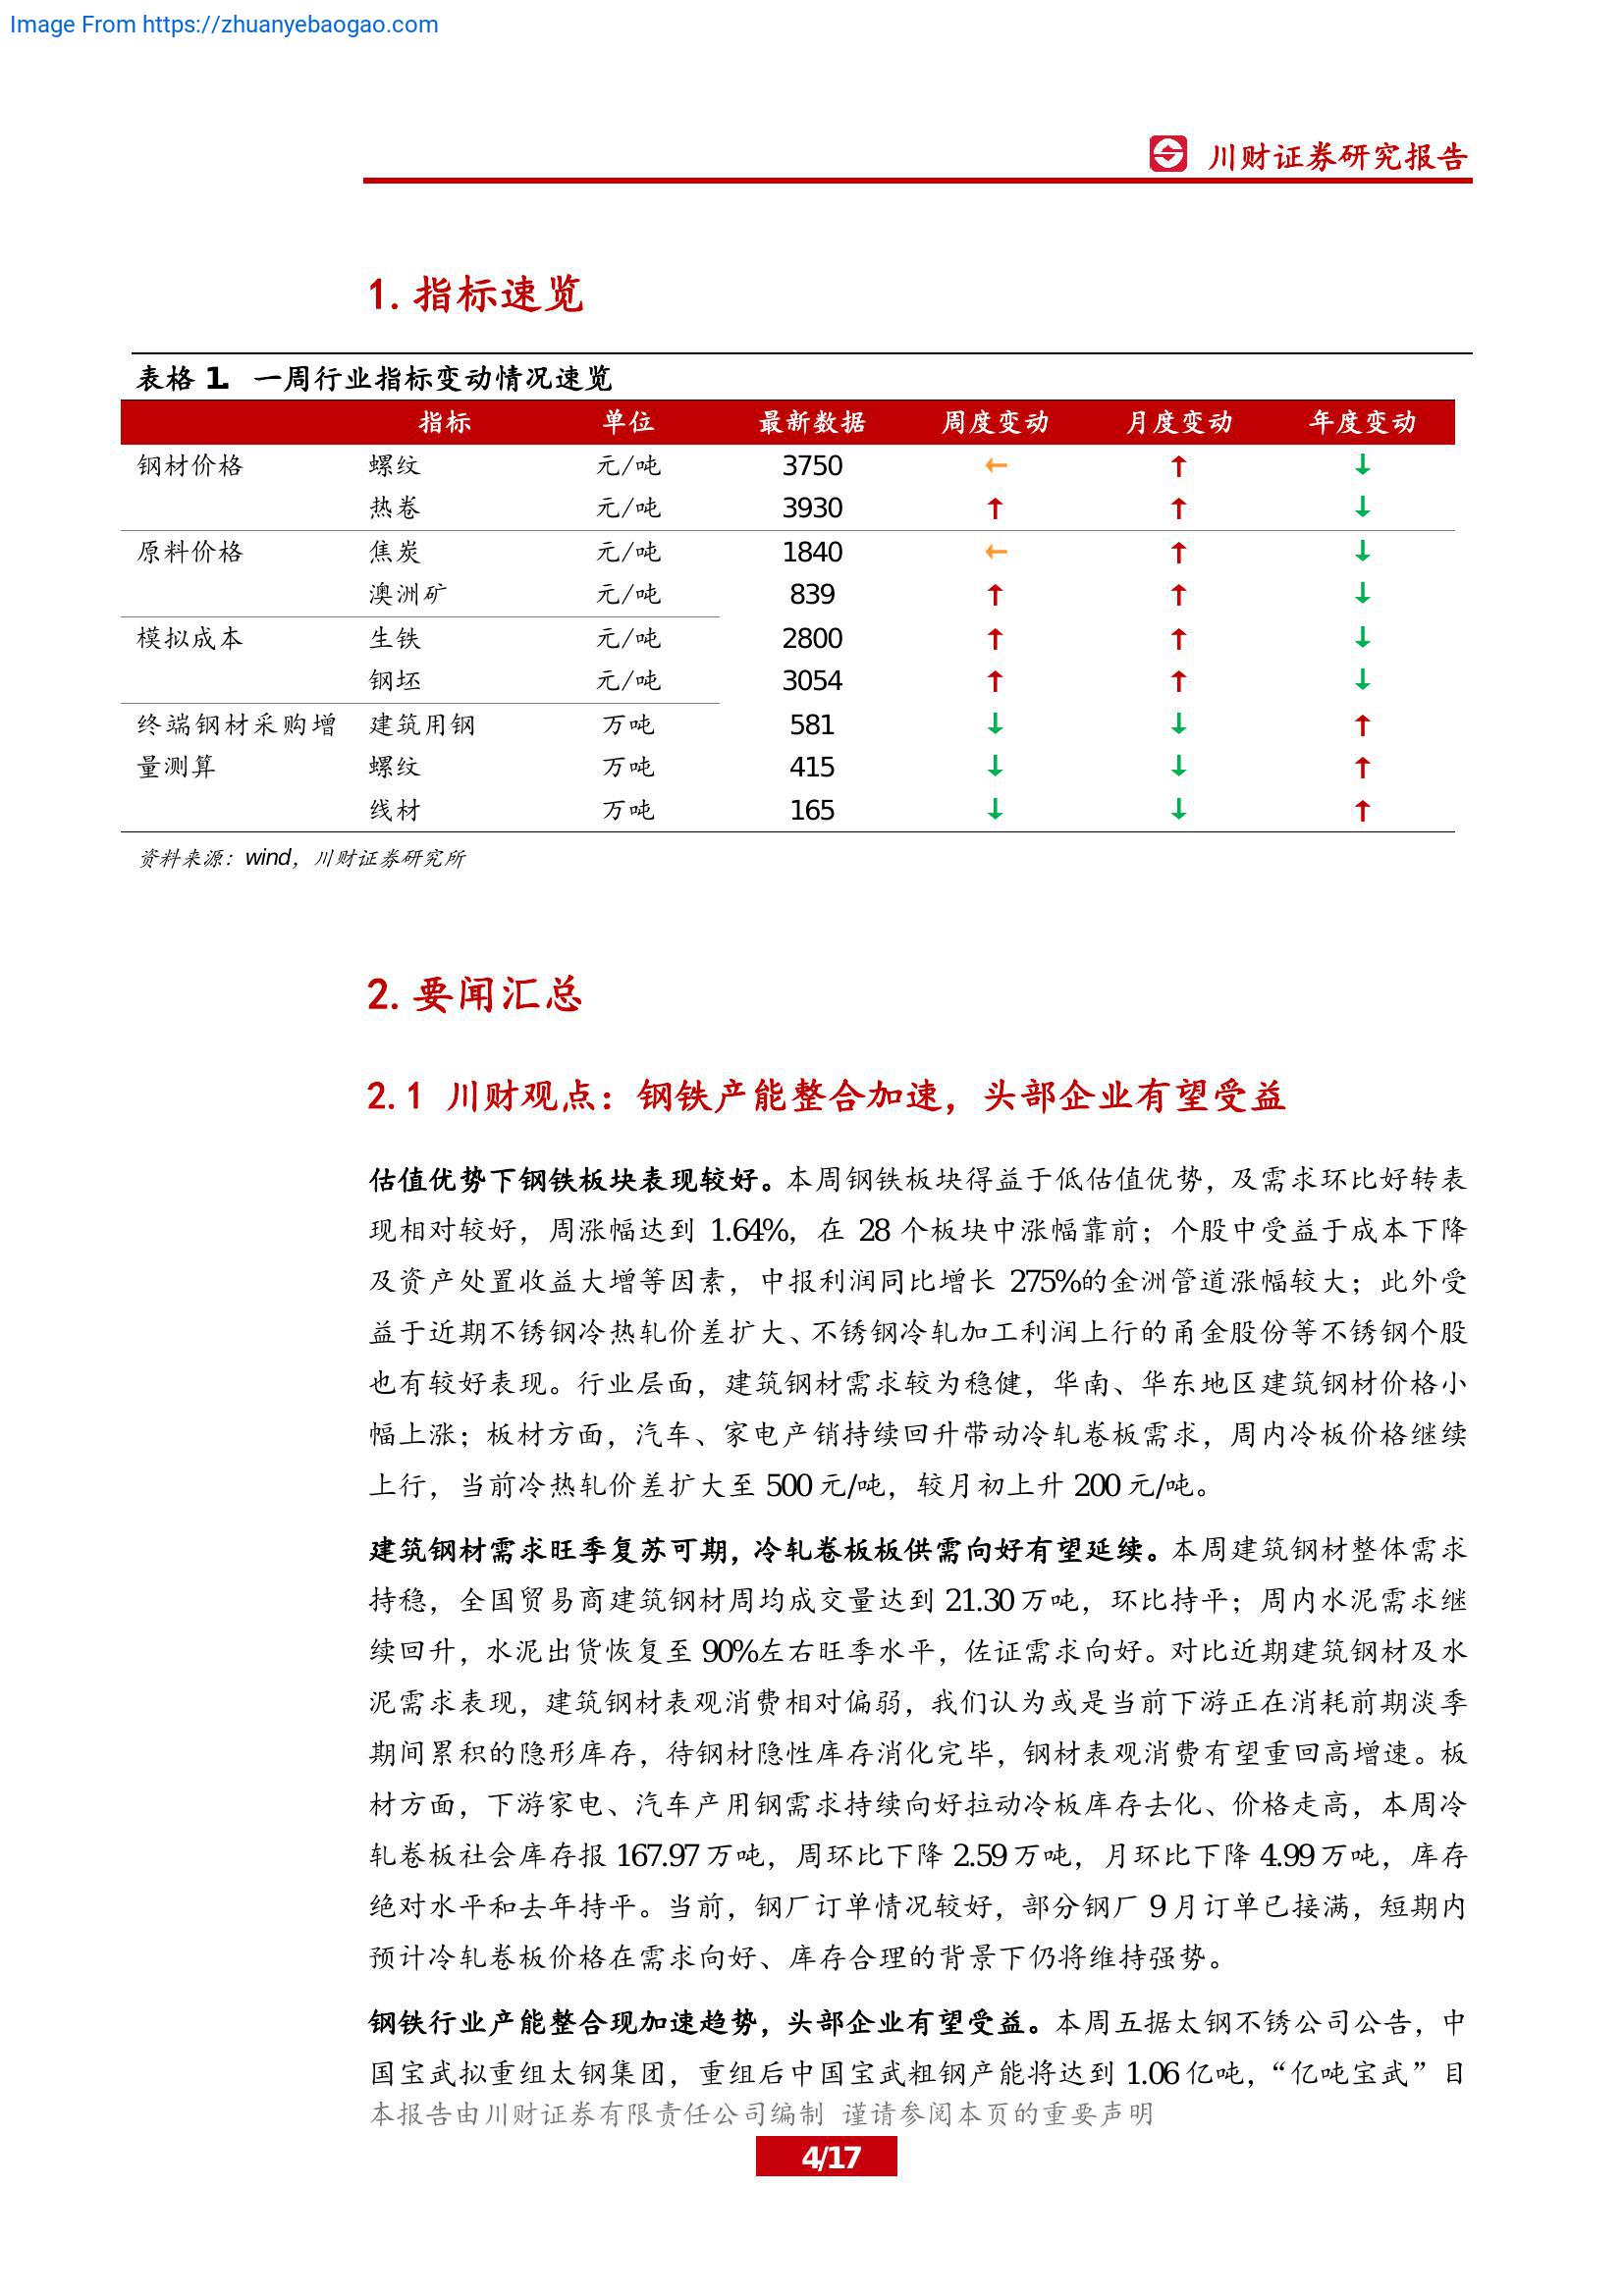 Image From https://zhuanyebaogao.com
川财证券研究报告
1. 指标速览
表格 1. 一周行业指标变动情况速览
指标 单位 最新数据 周度变动 月度变动 年度变动
钢材价格 螺纹 元/吨 3750 ← ↑ ↓
热卷 元/吨 3930 ↑ ↑ ↓
原料价格 焦炭 元/吨 1840 ← ↑ ↓
澳洲矿 元/吨 839 ↑ ↑ ↓
模拟成本 生铁 元/吨 2800 ↑ ↑ ↓
钢坯 元/吨 3054 ↑ ↑ ↓
终端钢材采购增 建筑用钢 万吨 581 ↓ ↓ ↑
量测算 螺纹 万吨 415 ↓ ↓ ↑
线材 万吨 165 ↓ ↓ ↑
资料来源：wind，川财证券研究所
2. 要闻汇总
2.1 川财观点：钢铁产能整合加速，头部企业有望受益
估值优势下钢铁板块表现较好。本周钢铁板块得益于低估值优势，及需求环比好转表
现相对较好，周涨幅达到 1.64%，在 28 个板块中涨幅靠前；个股中受益于成本下降
及资产处置收益大增等因素，中报利润同比增长 275%的金洲管道涨幅较大；此外受
益于近期不锈钢冷热轧价差扩大、不锈钢冷轧加工利润上行的甬金股份等不锈钢个股
也有较好表现。行业层面，建筑钢材需求较为稳健，华南、华东地区建筑钢材价格小
幅上涨；板材方面，汽车、家电产销持续回升带动冷轧卷板需求，周内冷板价格继续
上行，当前冷热轧价差扩大至 500 元/吨，较月初上升 200 元/吨。
建筑钢材需求旺季复苏可期，冷轧卷板板供需向好有望延续。本周建筑钢材整体需求
持稳，全国贸易商建筑钢材周均成交量达到 21.30 万吨，环比持平；周内水泥需求继
续回升，水泥出货恢复至 90%左右旺季水平，佐证需求向好。对比近期建筑钢材及水
泥需求表现，建筑钢材表观消费相对偏弱，我们认为或是当前下游正在消耗前期淡季
期间累积的隐形库存，待钢材隐性库存消化完毕，钢材表观消费有望重回高增速。板
材方面，下游家电、汽车产用钢需求持续向好拉动冷板库存去化、价格走高，本周冷
轧卷板社会库存报 167.97 万吨，周环比下降 2.59 万吨，月环比下降 4.99 万吨，库存
绝对水平和去年持平。当前，钢厂订单情况较好，部分钢厂 9 月订单已接满，短期内
预计冷轧卷板价格在需求向好、库存合理的背景下仍将维持强势。
钢铁行业产能整合现加速趋势，头部企业有望受益。本周五据太钢不锈公司公告，中
国宝武拟重组太钢集团，重组后中国宝武粗钢产能将达到 1.06 亿吨，“亿吨宝武”目
本报告由川财证券有限责任公司编制 谨请参阅本页的重要声明
4/17